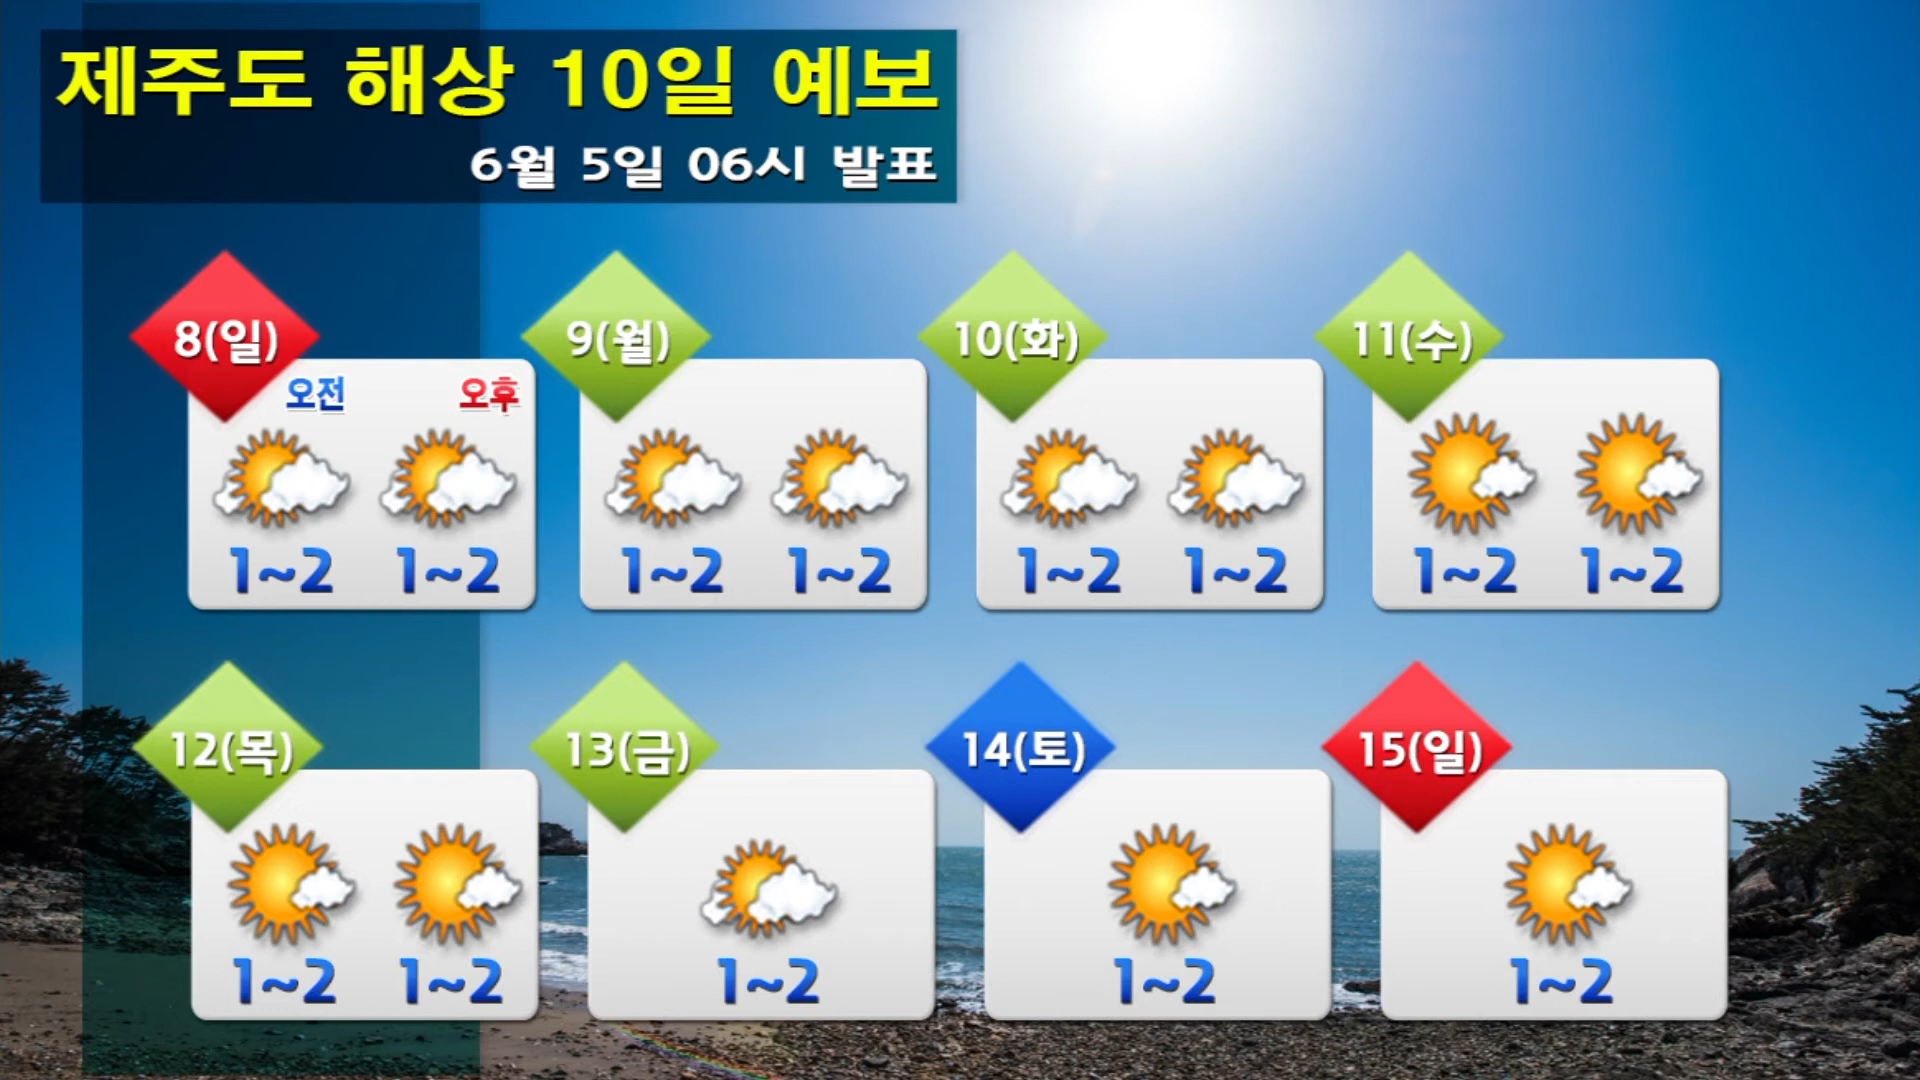 제주도 해상 10일 예보
6월 5일 06시 발표
8(일)
오전 오후
1~2 1~2
9(월)
1~2 1~2
10(화)
1~2 1~2
11(수)
1~2 1~2
12(목)
1~2 1~2
13(금)
1~2
14(토)
1~2
15(일)
1~2